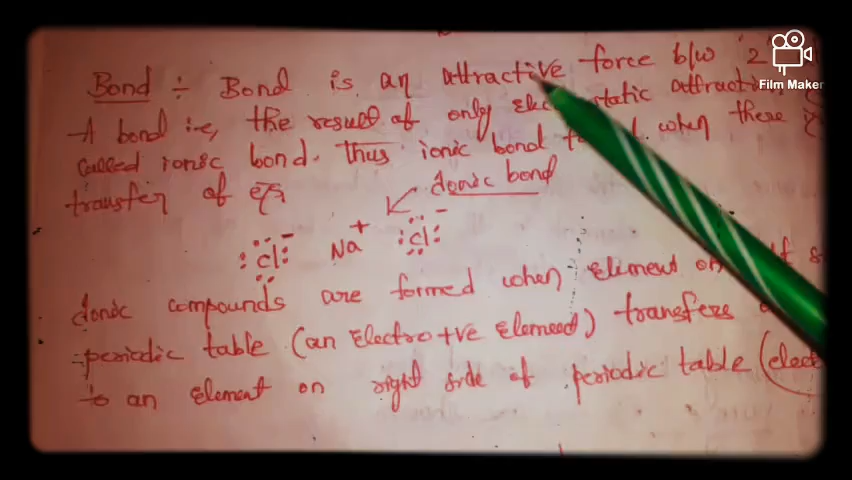 Bond ÷ Bond is an attractive force b/w 2
Film Maker
A bond i.e, the result of only static attraction
called ionic bond. Thus ionic bond when there is
transfer of e⁻s
ionic bond
Cl⁻ Na⁺ Cl⁻
Ionic compounds are formed when element on
periodic table (an Electro+ve Element) transfers
to an element on right side of periodic table (elect